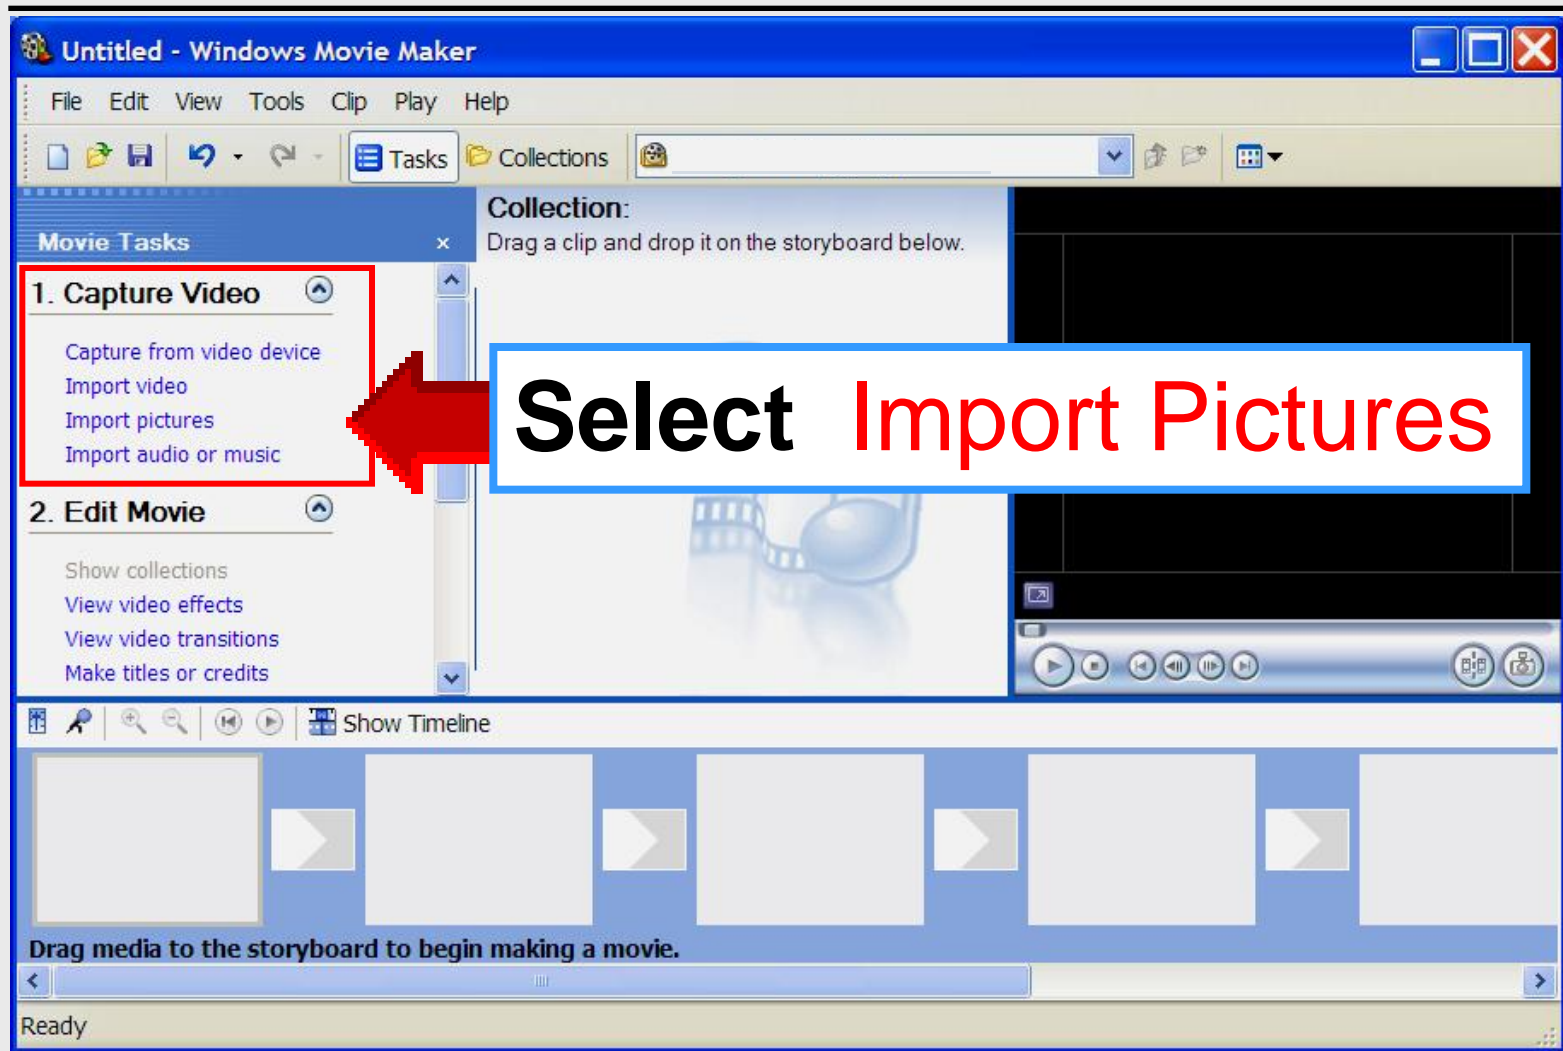 Untitled - Windows Movie Maker
File Edit View Tools Clip Play Help
Tasks Collections
Movie Tasks
Collection:
Drag a clip and drop it on the storyboard below.
1. Capture Video
Capture from video device
Import video
Import pictures
Import audio or music
Select Import Pictures
2. Edit Movie
Show collections
View video effects
View video transitions
Make titles or credits
Show Timeline
Drag media to the storyboard to begin making a movie.
Ready